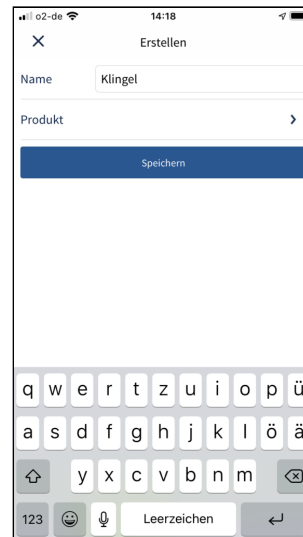 o2-de 14:18
Erstellen
Name Klingel
Produkt
Speichern
q w e r t z u i o p ü
a s d f g h j k l ö ä
y x c v b n m
123 Leerzeichen